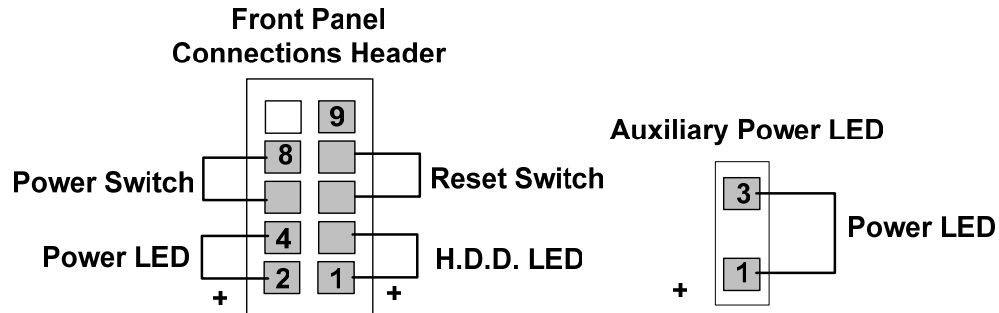 Front Panel
Connections Header
9
8
Power Switch
Reset Switch
4
Power LED
H.D.D. LED
2
1
+
+
Auxiliary Power LED
3
Power LED
1
+